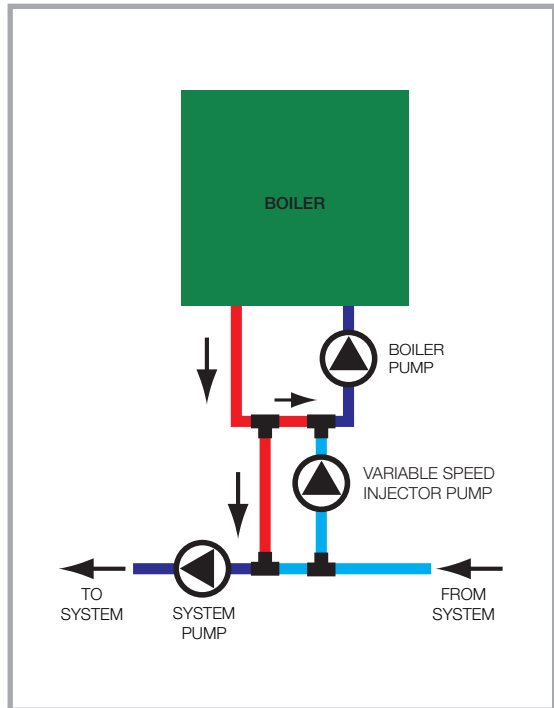 BOILER
BOILER
PUMP
VARIABLE SPEED
INJECTOR PUMP
TO
SYSTEM
SYSTEM
PUMP
FROM
SYSTEM